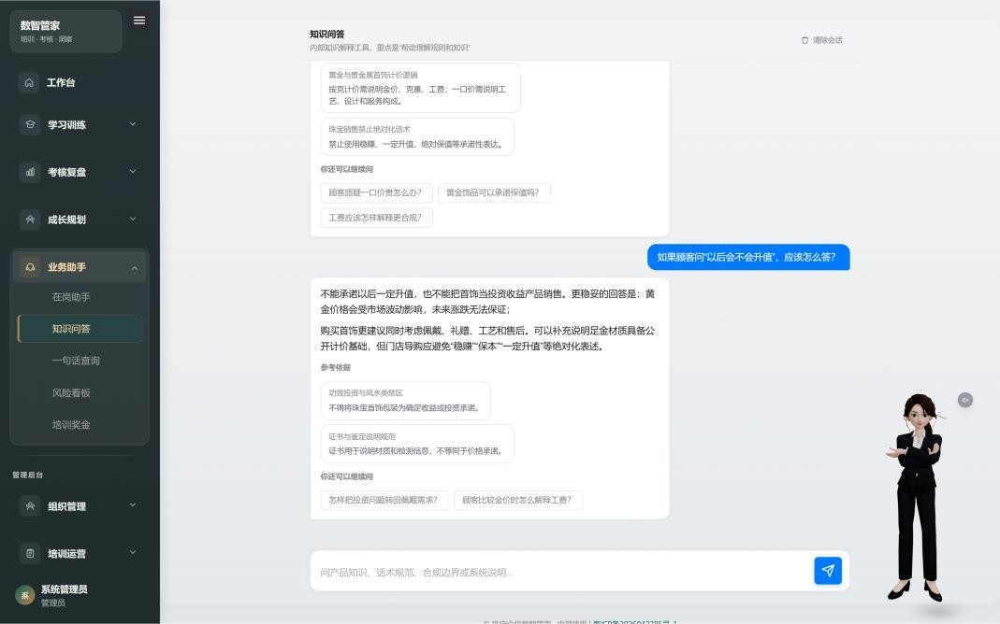 数智管家
培训 · 考核 · 洞察
工作台
学习训练
考核复盘
成长规划
业务助手
在岗助手
知识问答
一句话查询
风险看板
培训奖金
管理后台
组织管理
培训运营
系
系统管理员
管理员
知识问答
内部知识解释工具，重点是“帮助理解规则和知识”
清除会话
黄金与贵金属首饰计价逻辑
按克计价需说明金价、克重、工费；一口价需说明工
艺、设计和服务构成。
珠宝销售禁止绝对化话术
禁止使用稳赚、一定升值、绝对保值等承诺性表达。
你还可以继续问
顾客质疑一口价贵怎么办？
黄金饰品可以承诺保值吗？
工费应该怎样解释更合规？
如果顾客问“以后会不会升值”，应该怎么答？
不能承诺以后一定升值，也不能把首饰当投资收益产品销售。更稳妥的回答是：黄
金价格会受市场波动影响，未来涨跌无法保证；
购买首饰更建议同时考虑佩戴、礼赠、工艺和售后。可以补充说明足金材质具备公
开计价基础，但门店导购应避免“稳赚”“保本”“一定升值”等绝对化表述。
参考依据
功效投资与风水类禁区
不得将珠宝首饰包装为确定收益或投资承诺。
证书与鉴定说明规范
证书用于说明材质和检测信息，不等同于价格承诺。
你还可以继续问
怎样把投资问题转回佩戴需求？
顾客比较金价时怎么解释工费？
问产品知识、话术规范、合规边界或系统说明...